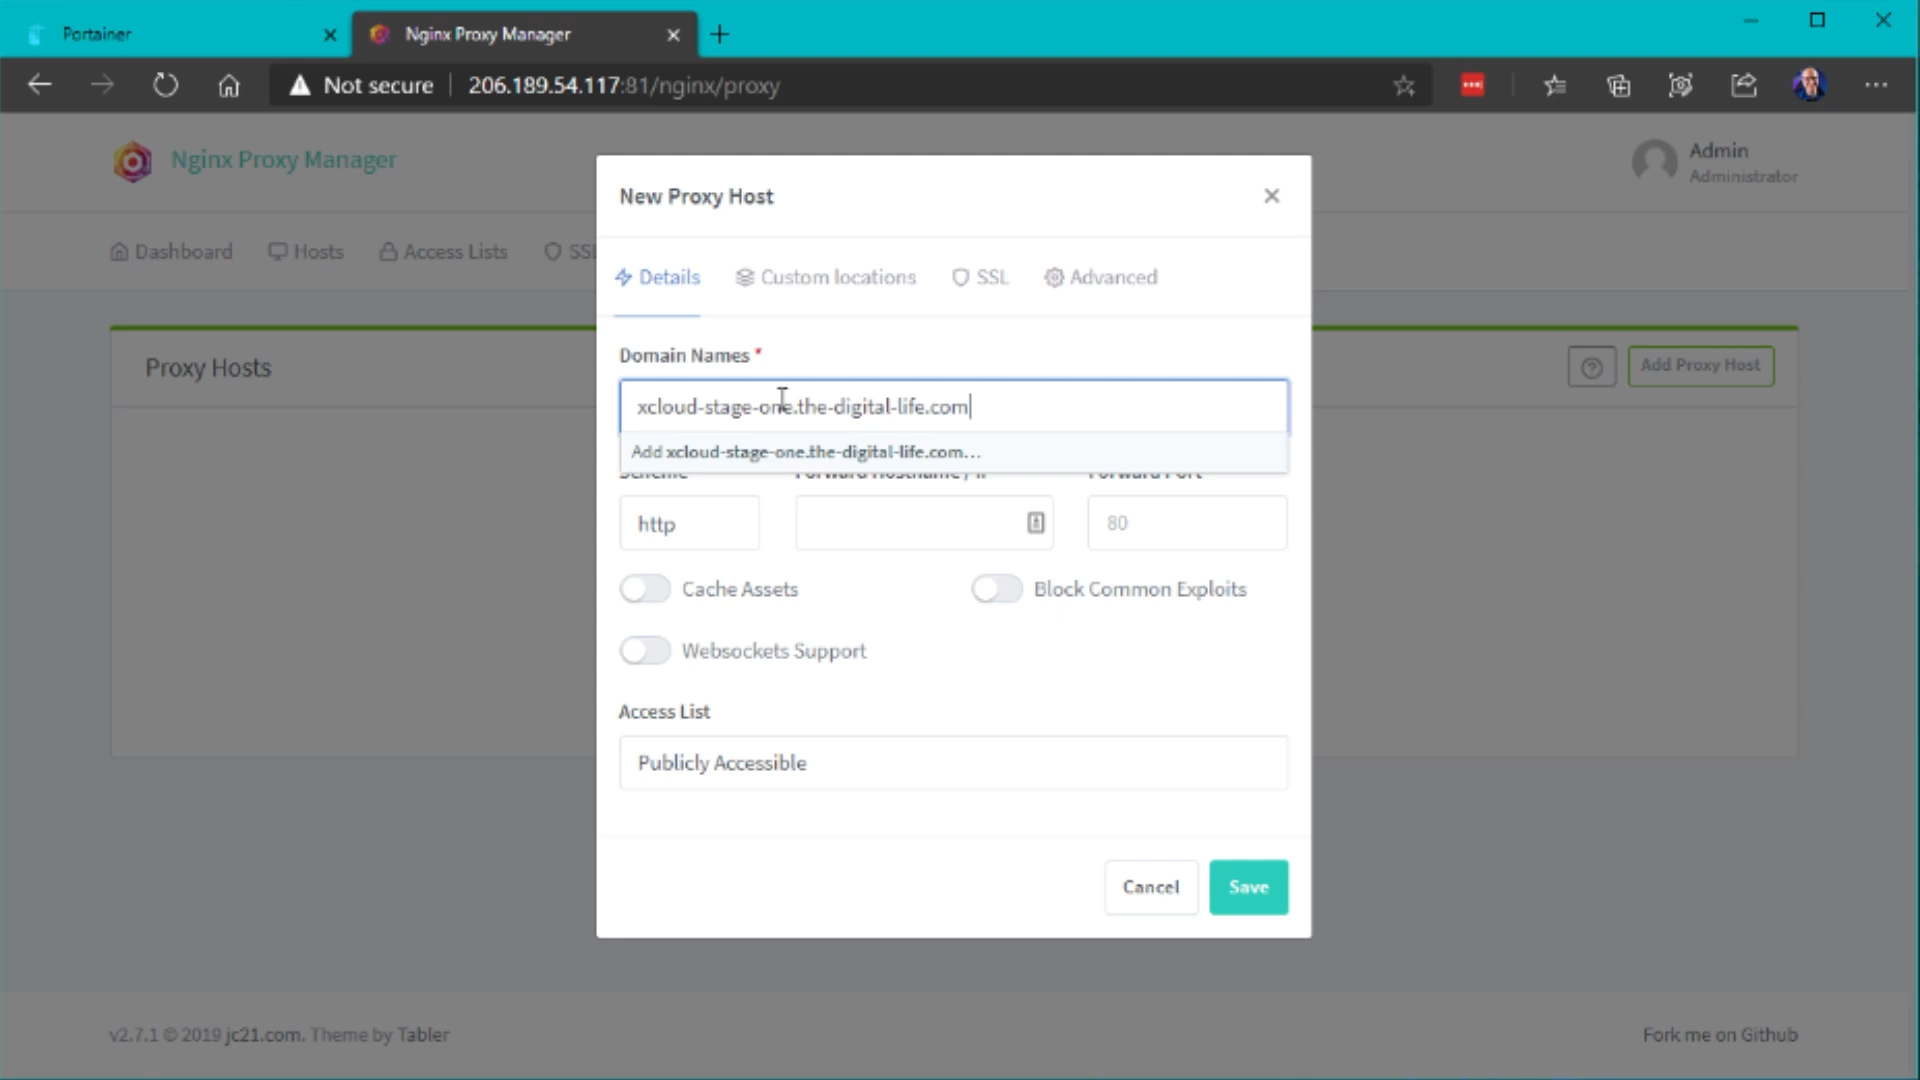 Portainer
Nginx Proxy Manager
Not secure
206.189.54.117:81/nginx/proxy
Nginx Proxy Manager
Admin
Administrator
Dashboard
Hosts
Access Lists
SSL
Proxy Hosts
Add Proxy Host
New Proxy Host
Details
Custom locations
SSL
Advanced
Domain Names *
xcloud-stage-one.the-digital-life.com
Add xcloud-stage-one.the-digital-life.com...
http
80
Cache Assets
Block Common Exploits
Websockets Support
Access List
Publicly Accessible
Cancel
Save
v2.7.1 © 2019 jc21.com. Theme by Tabler
Fork me on Github